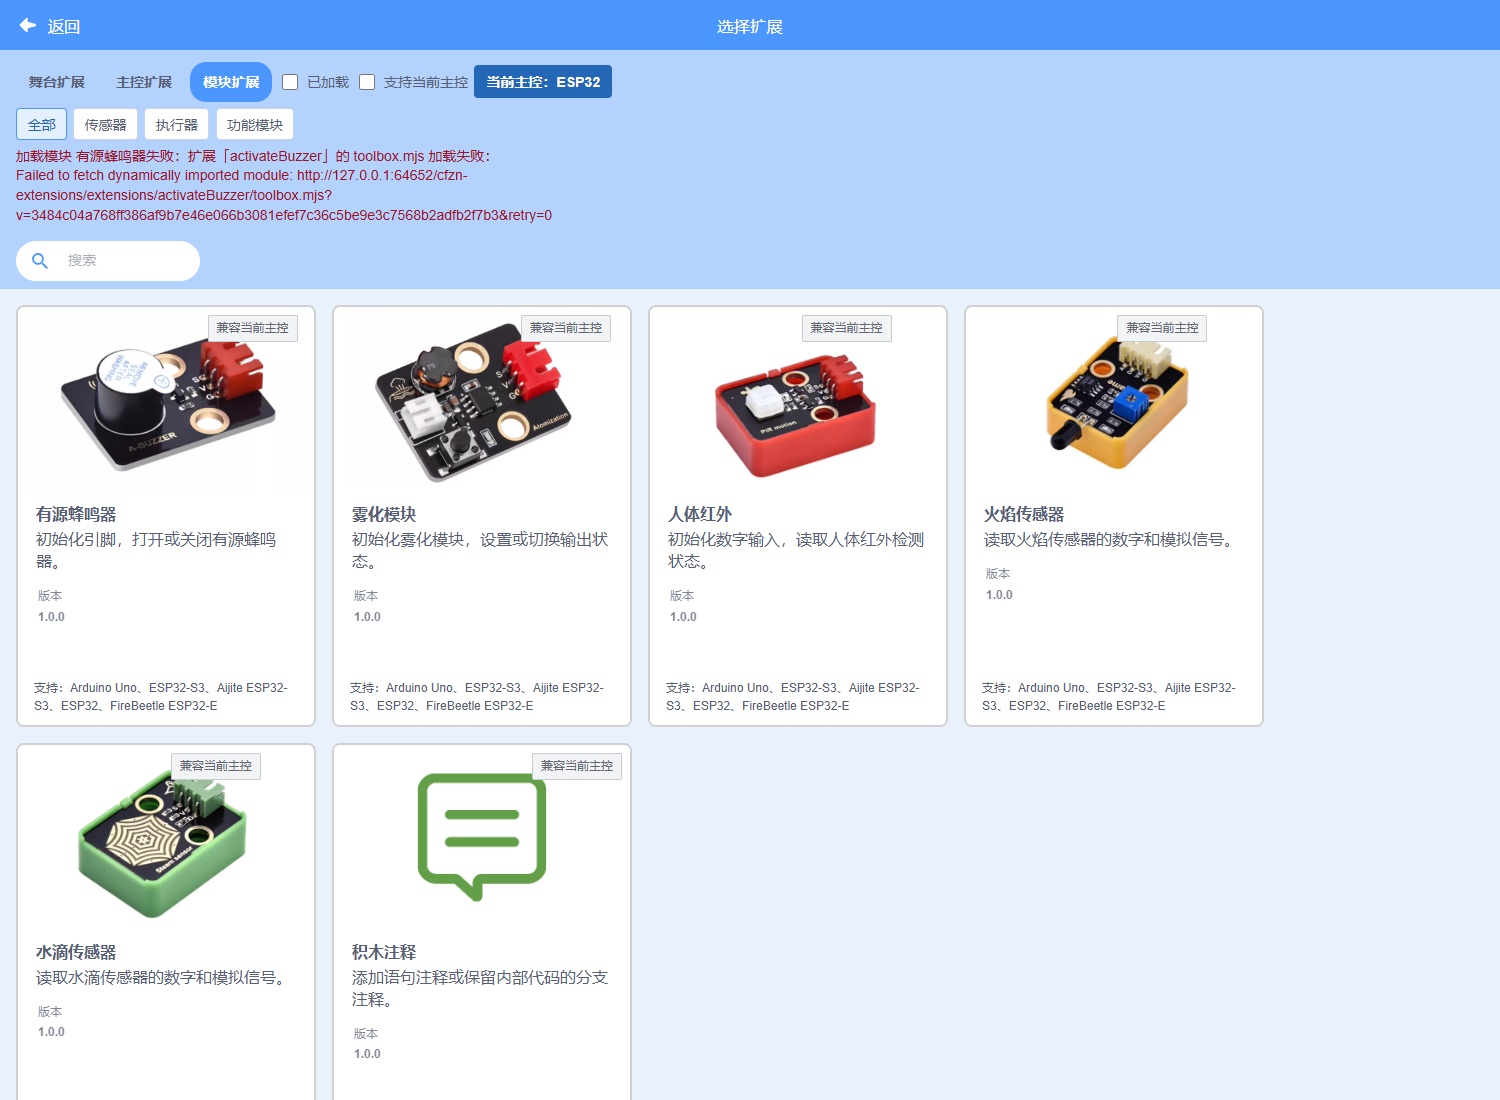 返回
选择扩展
舞台扩展 主控扩展 模块扩展 已加载 支持当前主控 当前主控：ESP32
全部 传感器 执行器 功能模块
加载模块 有源蜂鸣器失败：扩展「activateBuzzer」的 toolbox.mjs 加载失败：
Failed to fetch dynamically imported module: http://127.0.0.1:64652/cfzn-
extensions/extensions/activateBuzzer/toolbox.mjs?
v=3484c04a768ff386af9b7e46e066b3081efef7c36c5be9e3c7568b2adfb2f7b3&retry=0
搜索
兼容当前主控
REMOVE
SEAL
AFTER
WASHING
A-BUZZER
有源蜂鸣器
初始化引脚，打开或关闭有源蜂鸣
器。
版本
1.0.0
支持：Arduino Uno、ESP32-S3、Aijite ESP32-
S3、ESP32、FireBeetle ESP32-E
兼容当前主控
Atomization
雾化模块
初始化雾化模块，设置或切换输出状
态。
版本
1.0.0
支持：Arduino Uno、ESP32-S3、Aijite ESP32-
S3、ESP32、FireBeetle ESP32-E
兼容当前主控
PIR motion
人体红外
初始化数字输入，读取人体红外检测
状态。
版本
1.0.0
支持：Arduino Uno、ESP32-S3、Aijite ESP32-
S3、ESP32、FireBeetle ESP32-E
兼容当前主控
火焰传感器
读取火焰传感器的数字和模拟信号。
版本
1.0.0
支持：Arduino Uno、ESP32-S3、Aijite ESP32-
S3、ESP32、FireBeetle ESP32-E
兼容当前主控
Steam sensor
水滴传感器
读取水滴传感器的数字和模拟信号。
版本
1.0.0
兼容当前主控
积木注释
添加语句注释或保留内部代码的分支
注释。
版本
1.0.0